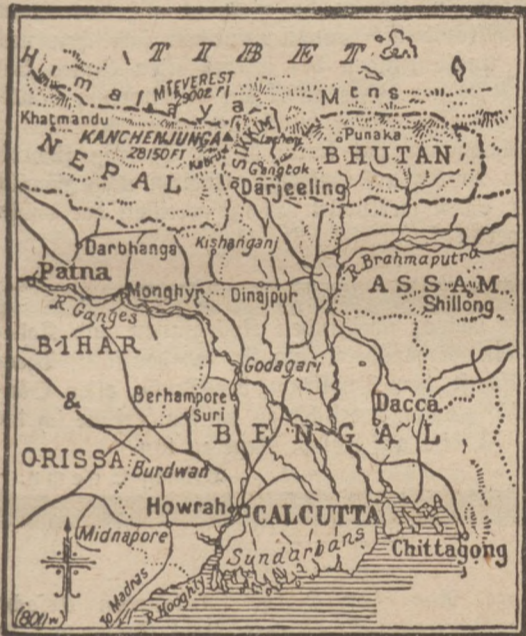 TIBET
Himalaya Mtns
MT EVEREST
29002 FT
Khatmandu
KANCHENJUNGA
28150 FT
Kabru
SIKKIM
Lachen
Gangtok
Punaka
BHUTAN
NEPAL
Darjeeling
Darbhanga
Kishanganj
R. Brahmaputra
Patna
Monghyr
Dinajpur
ASSAM
Shillong
R. Ganges
BIHAR
Godagari
&
Berhampore
Suri
Dacca
BENGAL
ORISSA
Burdwan
Howrah
CALCUTTA
Midnapore
Sundarbans
Chittagong
To Madras
R. Hooghly